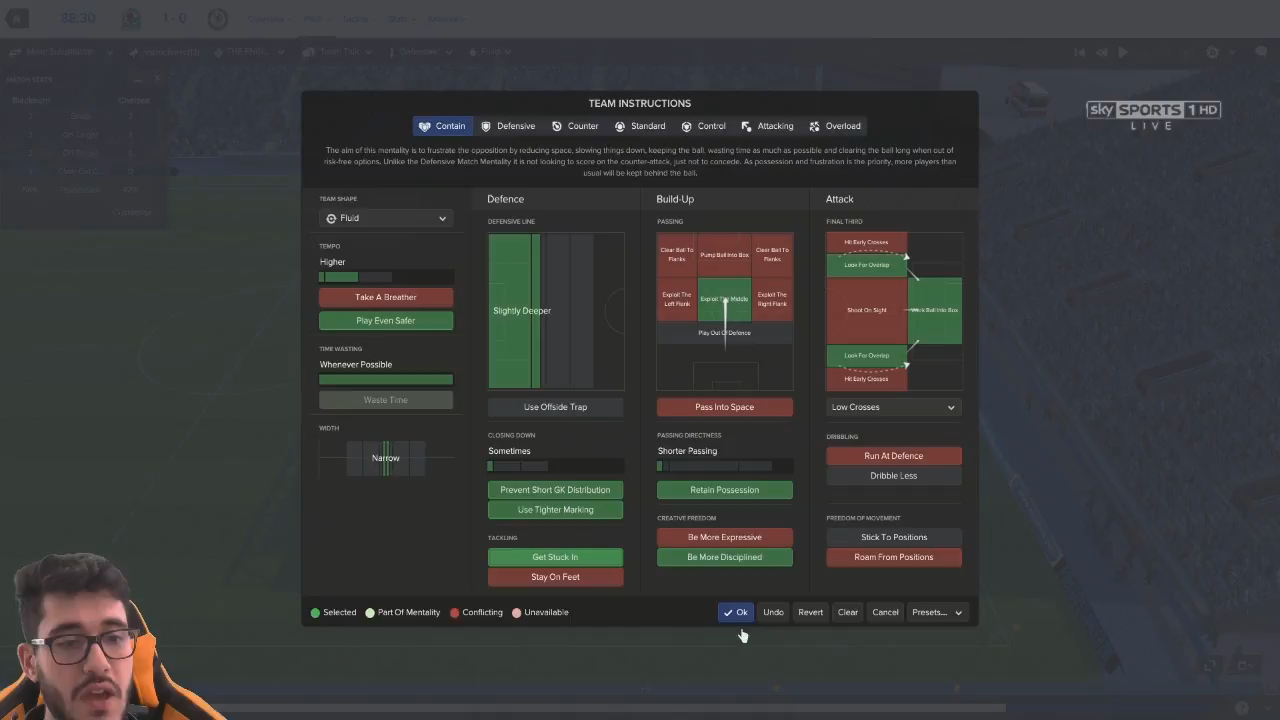 88:30
1 - 0
MATCH STATS
sky SPORTS 1 HD
LIVE
TEAM INSTRUCTIONS
Contain
Defensive
Counter
Standard
Control
Attacking
Overload
The aim of this mentality is to frustrate the opposition by reducing space, slowing things down, keeping the ball, wasting time as much as possible and clearing the ball long when out of
risk-free options. Unlike the Defensive Match Mentality it is not looking to score on the counter-attack, just not to concede. As possession and frustration is the priority, more players than
usual will be kept behind the ball.
TEAM SHAPE
Fluid
TEMPO
Higher
Take A Breather
Play Even Safer
TIME WASTING
Whenever Possible
Waste Time
WIDTH
Narrow
Defence
DEFENSIVE LINE
Slightly Deeper
Use Offside Trap
CLOSING DOWN
Sometimes
Prevent Short GK Distribution
Use Tighter Marking
TACKLING
Get Stuck In
Stay On Feet
Build-Up
PASSING
Clear Ball To
Flanks
Pump Ball Into Box
Clear Ball To
Flanks
Exploit The
Left Flank
Exploit The Middle
Exploit The
Right Flank
Play Out Of Defence
Pass Into Space
PASSING DIRECTNESS
Shorter Passing
Retain Possession
CREATIVE FREEDOM
Be More Expressive
Be More Disciplined
Attack
FINAL THIRD
Hit Early Crosses
Look For Overlap
Shoot On Sight
Work Ball Into Box
Look For Overlap
Hit Early Crosses
Low Crosses
DRIBBLING
Run At Defence
Dribble Less
FREEDOM OF MOVEMENT
Stick To Positions
Roam From Positions
Selected
Part Of Mentality
Conflicting
Unavailable
Ok
Undo
Revert
Clear
Cancel
Presets...